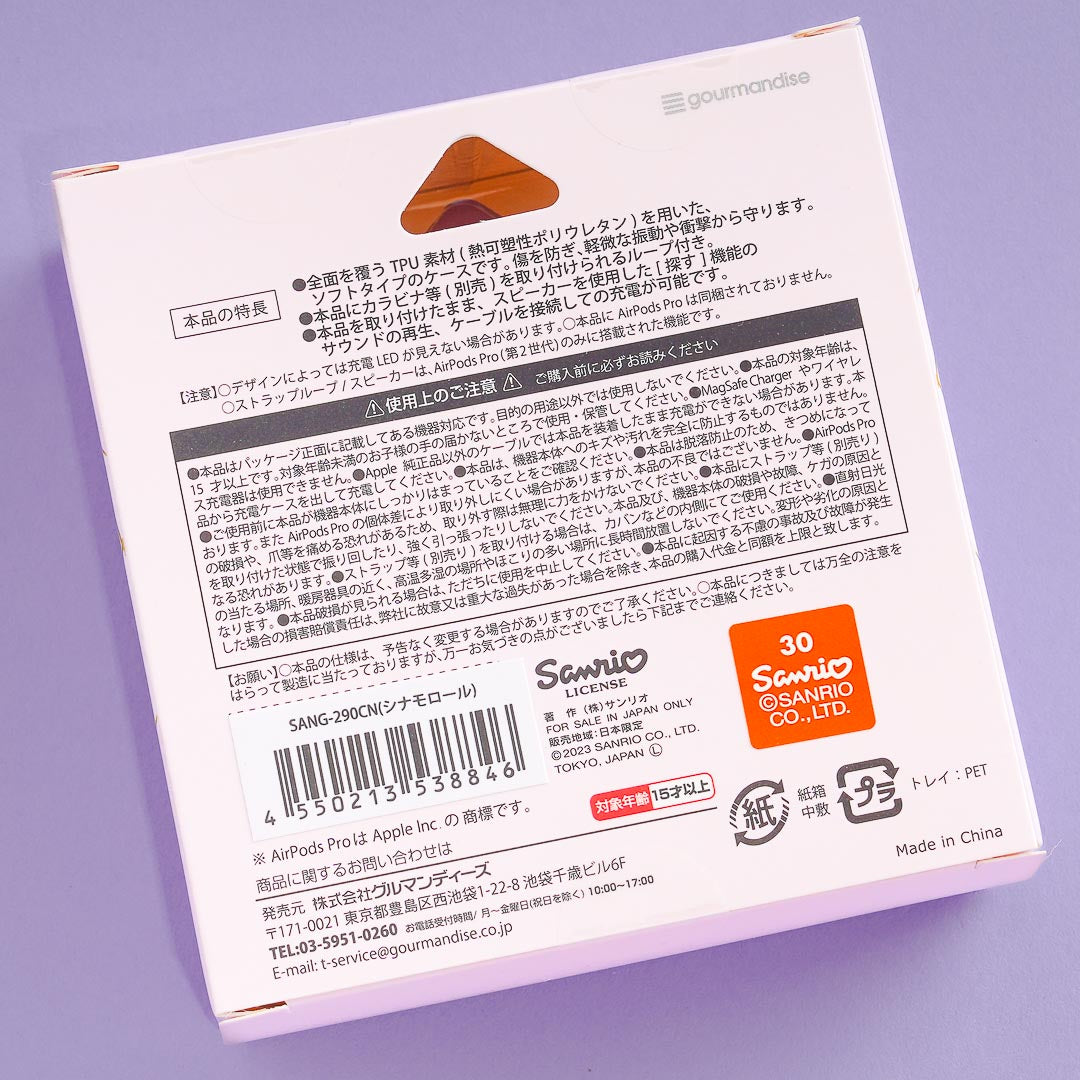 gourmandise
本品の特長
●全面を覆う TPU 素材 ( 熱可塑性ポリウレタン ) を用いた、
ソフトタイプのケースです。傷を防ぎ、軽微な振動や衝撃から守ります。
●本品にカラビナ等 ( 別売 ) を取り付けられるループ付き。
●本品を取り付けたまま、スピーカーを使用した [ 探す ] 機能の
サウンドの再生、ケーブルを接続しての充電が可能です。
【注意】○デザインによっては充電 LED が見えない場合があります。○本品に AirPods Pro は同梱されておりません。
○ストラップループ / スピーカーは、AirPods Pro (第2世代) のみに搭載された機能です。
⚠使用上のご注意⚠ ご購入前に必ずお読みください
●本品はパッケージ正面に記載してある機器対応です。目的の用途以外では使用しないでください。●本品の対象年齢は、
15 才以上です。対象年齢未満のお子様の手の届かないところで使用・保管してください。●MagSafe Charger やワイヤレ
ス充電器は使用できません。●Apple 純正品以外のケーブルでは本品を装着したまま充電ができない場合があります。本
品から充電ケースを出して充電してください。●本品は、機器本体へのキズや汚れを完全に防止するものではありません。
●ご使用前に本品が機器本体にしっかりはまっていることをご確認ください。●本品は脱落防止のため、きつめになって
おります。また AirPods Pro の個体差により取り外しにくい場合がありますが、本品の不良ではございません。●AirPods Pro
の破損や、爪等を痛める恐れがあるため、取り外す際は無理に力をかけないでください。●本品にストラップ等 ( 別売り )
を取り付けた状態で振り回したり、強く引っ張ったりしないでください。本品及び、機器本体の破損や故障、ケガの原因と
なる恐れがあります。●ストラップ等 ( 別売り ) を取り付ける場合は、カバンなどの内側にてご使用ください。●直射日光
の当たる場所、暖房器具の近く、高温多湿の場所やほこりの多い場所に長時間放置しないでください。変形や劣化の原因と
なります。●本品破損が見られる場合は、ただちに使用を中止してください。●本品に起因する不慮の事故及び故障が発生
した場合の損害賠償責任は、弊社に故意又は重大な過失があった場合を除き、本品の購入代金と同額を上限と致します。
【お願い】○本品の仕様は、予告なく変更する場合がありますのでご了承ください。○本品につきましては万全の注意を
はらって製造に当たっておりますが、万一お気づきの点がございましたら下記までご連絡ください。
SANG-290CN(シナモロール)
4 550213 538846
Sanrio
LICENSE
著 作 (株)サンリオ
FOR SALE IN JAPAN ONLY
販売地域:日本限定
©2023 SANRIO CO., LTD.
TOKYO, JAPAN Ⓛ
30
Sanrio
©SANRIO
CO.,LTD.
対象年齢 15才以上
紙
紙箱
中敷
プラ
トレイ:PET
※ AirPods Proは Apple Inc. の 商標です。
商品に関するお問い合わせは
Made in China
発売元 株式会社グルマンディーズ
〒171-0021 東京都豊島区西池袋1-22-8 池袋千歳ビル6F
TEL:03-5951-0260 お電話受付時間/ 月〜金曜日(祝日を除く) 10:00~17:00
E-mail: t-service@gourmandise.co.jp